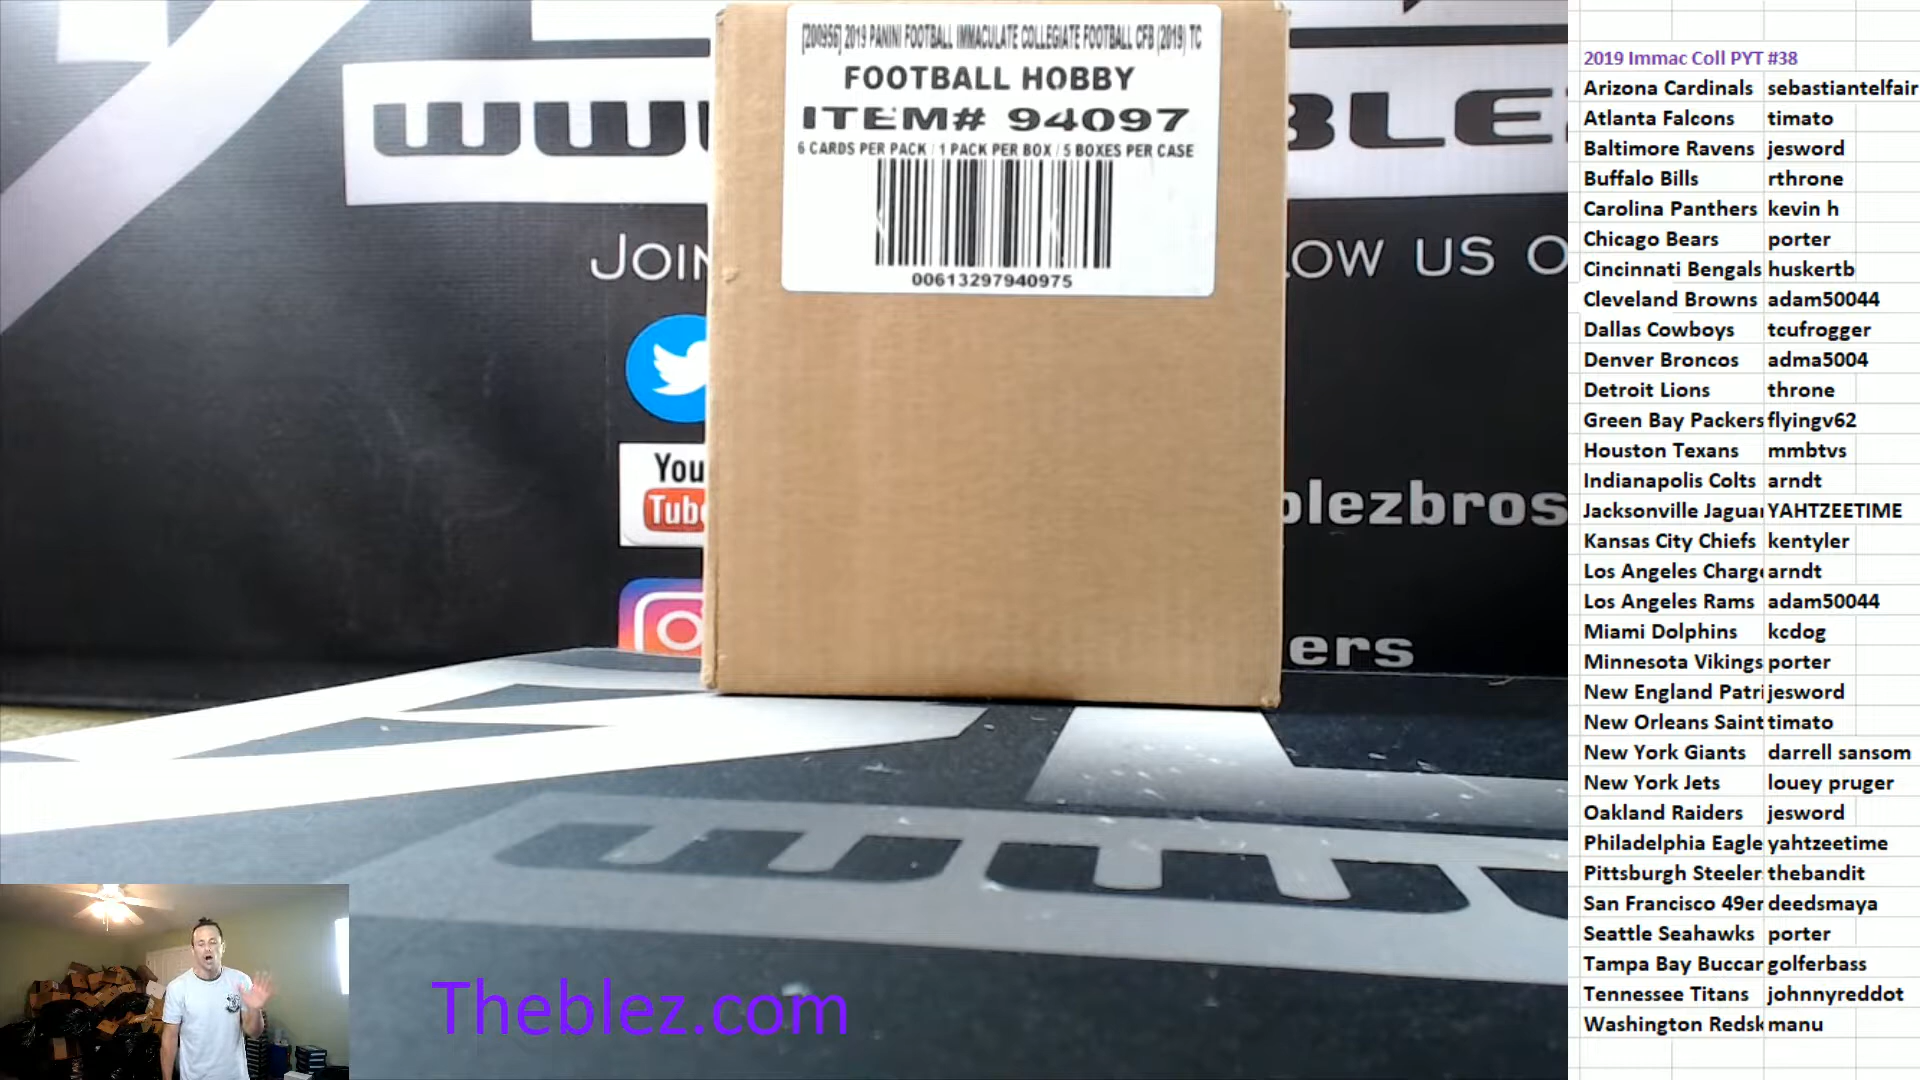 [200956] 2019 PANINI FOOTBALL IMMACULATE COLLEGIATE FOOTBALL CFB (2019) TC
FOOTBALL HOBBY
ITEM# 94097
6 CARDS PER PACK / 1 PACK PER BOX / 5 BOXES PER CASE
00613297940975
WWW
BLEZ
JOIN
LOW US O
You
Tube
blezbros
ers
Theblez.com
2019 Immac Coll PYT #38
Arizona Cardinals sebastiantelfair
Atlanta Falcons timato
Baltimore Ravens jesword
Buffalo Bills rthrone
Carolina Panthers kevin h
Chicago Bears porter
Cincinnati Bengals huskertb
Cleveland Browns adam50044
Dallas Cowboys tcufrogger
Denver Broncos adma5004
Detroit Lions throne
Green Bay Packers flyingv62
Houston Texans mmbtvs
Indianapolis Colts arndt
Jacksonville Jaguar YAHTZEETIME
Kansas City Chiefs kentyler
Los Angeles Charge arndt
Los Angeles Rams adam50044
Miami Dolphins kcdog
Minnesota Vikings porter
New England Patri jesword
New Orleans Saint timato
New York Giants darrell sansom
New York Jets louey pruger
Oakland Raiders jesword
Philadelphia Eagle yahtzeetime
Pittsburgh Steeler thebandit
San Francisco 49er deedsmaya
Seattle Seahawks porter
Tampa Bay Buccar golferbass
Tennessee Titans johnnyreddot
Washington Redsk manu